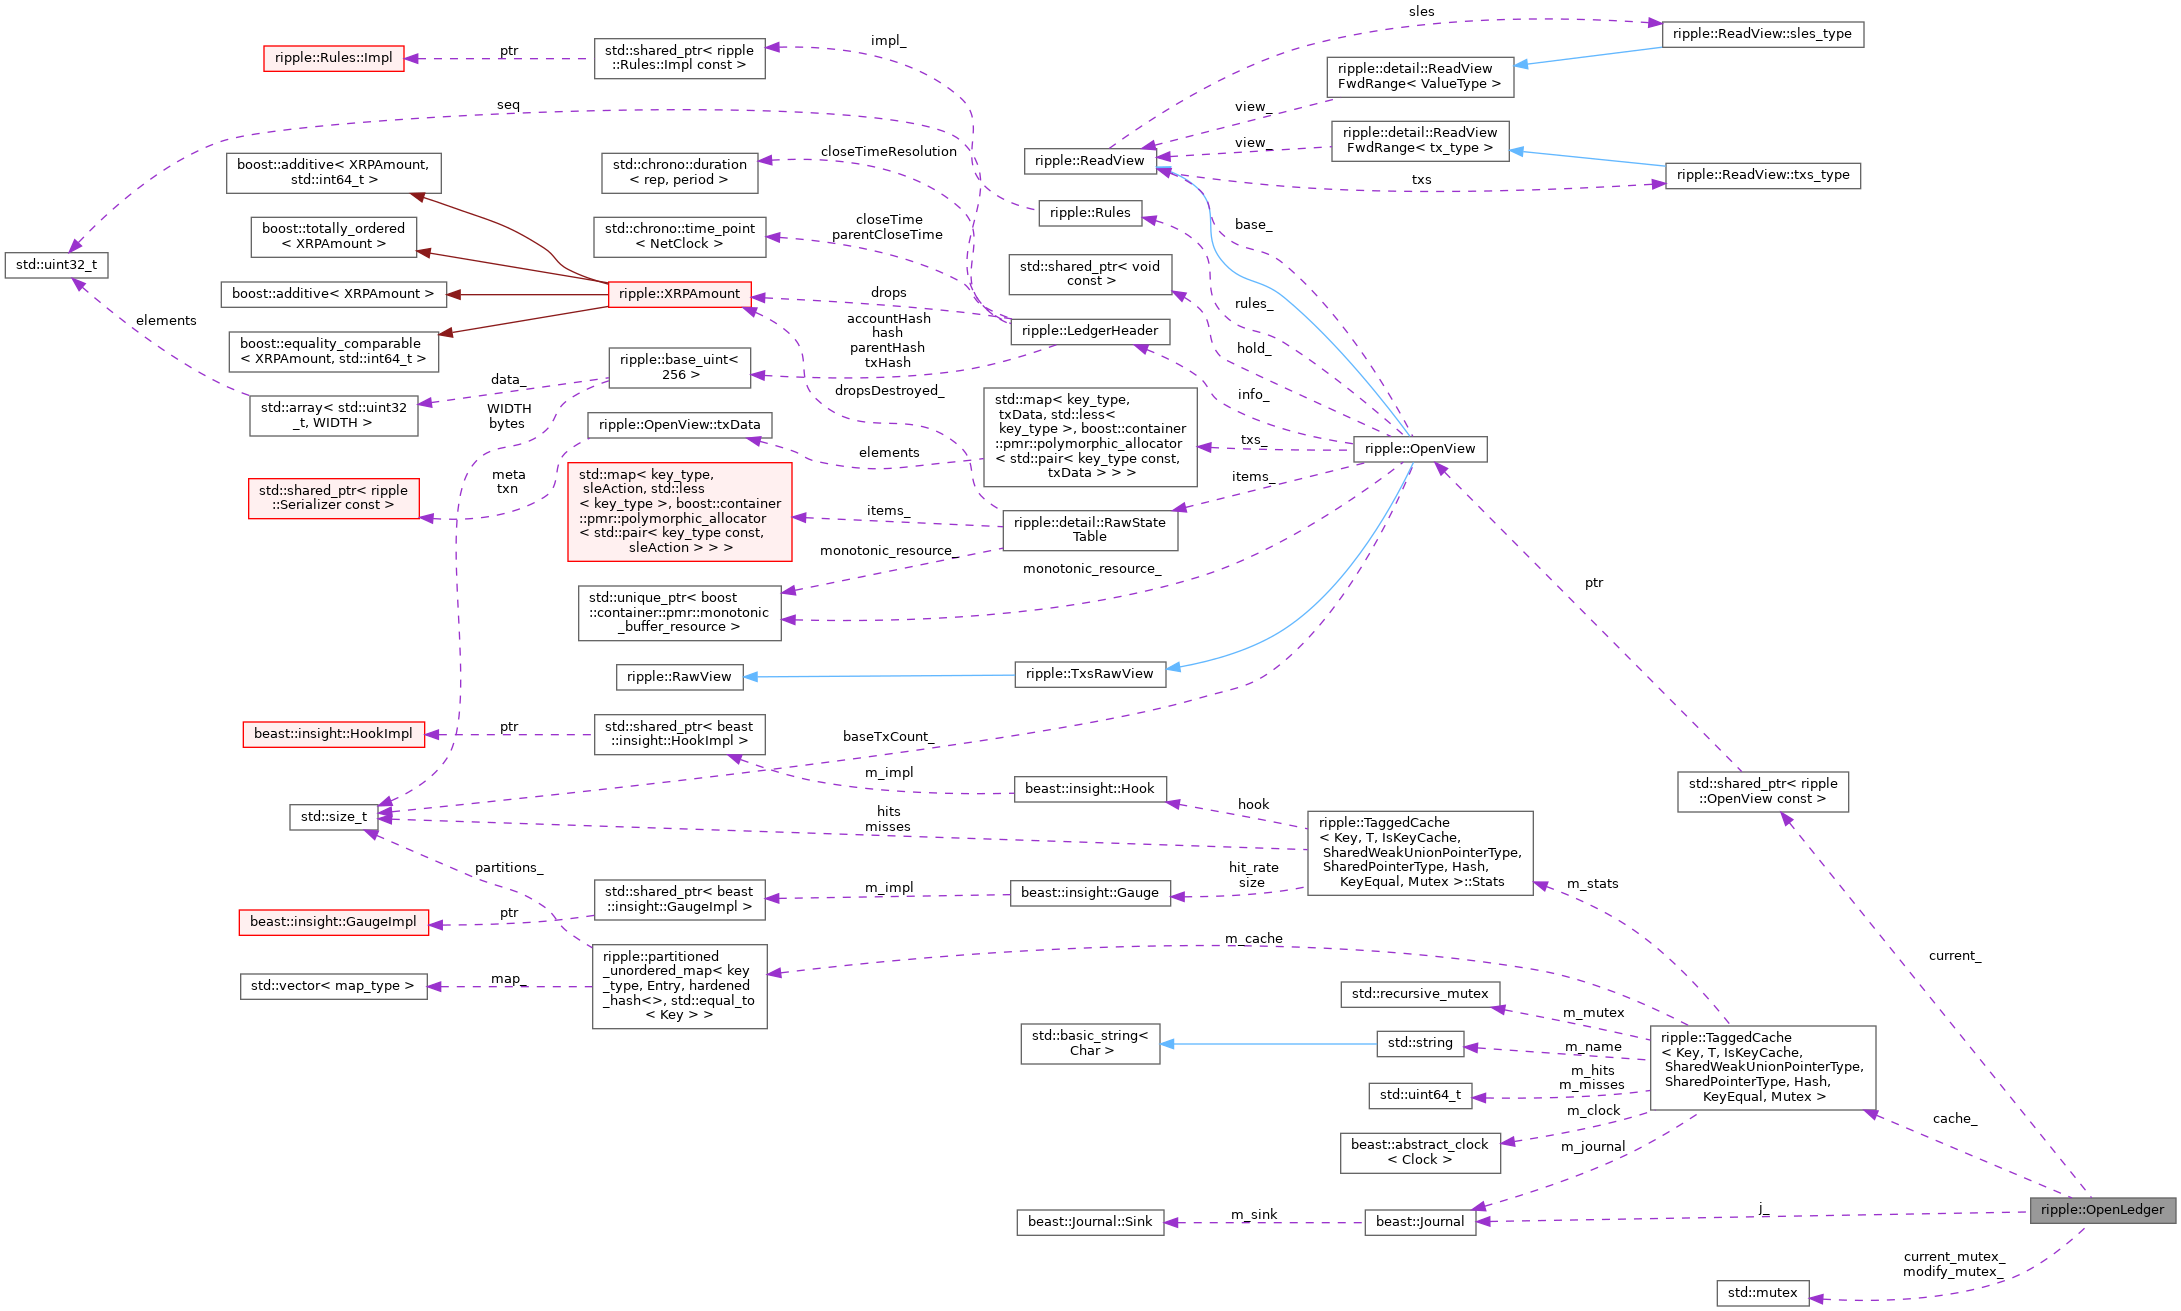 sles
ripple::ReadView::sles_type
impl_
ptr
ripple::Rules::Impl
std::shared_ptr< ripple
::Rules::Impl const >
ripple::detail::ReadView
FwdRange< ValueType >
seq_
view_
ripple::detail::ReadView
FwdRange< tx_type >
view_
closeTimeResolution
boost::additive< XRPAmount,
std::int64_t >
std::chrono::duration
< rep, period >
ripple::ReadView
ripple::ReadView::txs_type
txs
ripple::Rules
closeTime
parentCloseTime
boost::totally_ordered
< XRPAmount >
std::chrono::time_point
< NetClock >
base_
std::uint32_t
std::shared_ptr< void
const >
boost::additive< XRPAmount >
ripple::XRPAmount
drops
rules_
elements
accountHash
hash
parentHash
txHash
ripple::LedgerHeader
boost::equality_comparable
< XRPAmount, std::int64_t >
hold_
ripple::base_uint<
256 >
data_
dropsDestroyed_
info_
std::array< std::uint32
_t, WIDTH >
WIDTH
bytes
ripple::OpenView::txData
std::map< key_type,
txData, std::less<
key_type >, boost::container
::pmr::polymorphic_allocator
< std::pair< key_type const,
txData > > >
txs_
ripple::OpenView
elements
meta
txn
std::shared_ptr< ripple
::Serializer const >
std::map< key_type,
sleAction, std::less
< key_type >, boost::container
::pmr::polymorphic_allocator
< std::pair< key_type const,
sleAction > > >
items_
items_
ripple::detail::RawState
Table
monotonic_resource_
monotonic_resource_
ptr
std::unique_ptr< boost
::container::pmr::monotonic
_buffer_resource >
ripple::RawView
ripple::TxsRawView
beast::insight::HookImpl
ptr
std::shared_ptr< beast
::insight::HookImpl >
baseTxCount_
m_impl
beast::insight::Hook
std::shared_ptr< ripple
::OpenView const >
std::size_t
hits
misses
hook
ripple::TaggedCache
< Key, T, IsKeyCache,
SharedWeakUnionPointerType,
SharedPointerType, Hash,
KeyEqual, Mutex >::Stats
partitions_
hit_rate
size
m_stats
std::shared_ptr< beast
::insight::GaugeImpl >
m_impl
beast::insight::Gauge
beast::insight::GaugeImpl
ptr
m_cache
current_
ripple::partitioned
_unordered_map< key
_type, Entry, hardened
_hash<>, std::equal_to
< Key > >
std::vector< map_type >
map_
std::recursive_mutex
m_mutex
std::basic_string<
Char >
std::string
m_name
ripple::TaggedCache
< Key, T, IsKeyCache,
SharedWeakUnionPointerType,
SharedPointerType, Hash,
KeyEqual, Mutex >
std::uint64_t
m_hits
m_misses
m_clock
cache_
beast::abstract_clock
< Clock >
m_journal
beast::Journal::Sink
m_sink
beast::Journal
j_
ripple::OpenLedger
current_mutex_
modify_mutex_
std::mutex